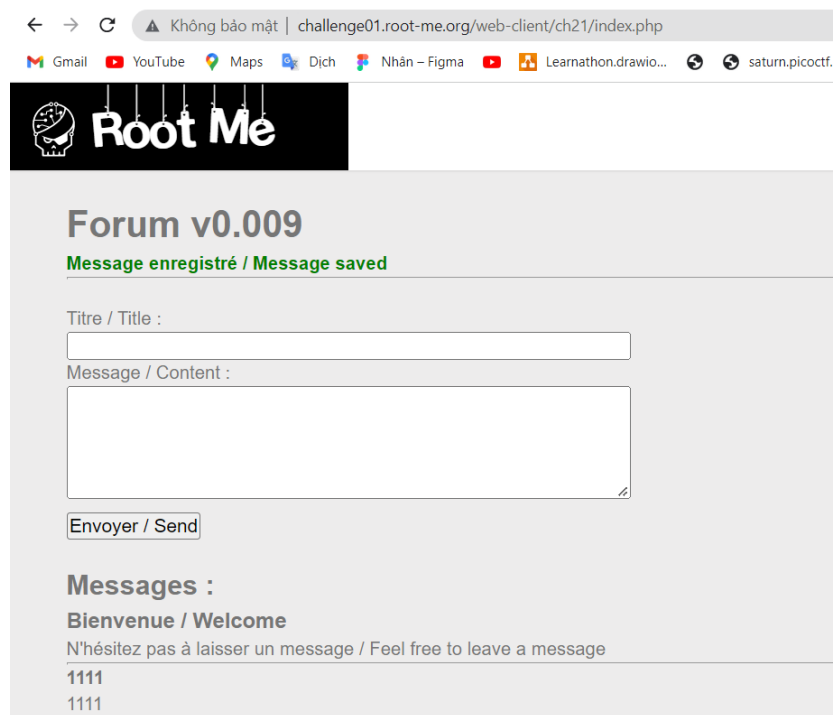 Không bảo mật | challenge01.root-me.org/web-client/ch21/index.php
Gmail YouTube Maps Dịch Nhân – Figma Learnathon.drawio... saturn.picoctf.
Root Me
Forum v0.009
Message enregistré / Message saved
Titre / Title :
Message / Content :
Envoyer / Send
Messages :
Bienvenue / Welcome
N'hésitez pas à laisser un message / Feel free to leave a message
1111
1111